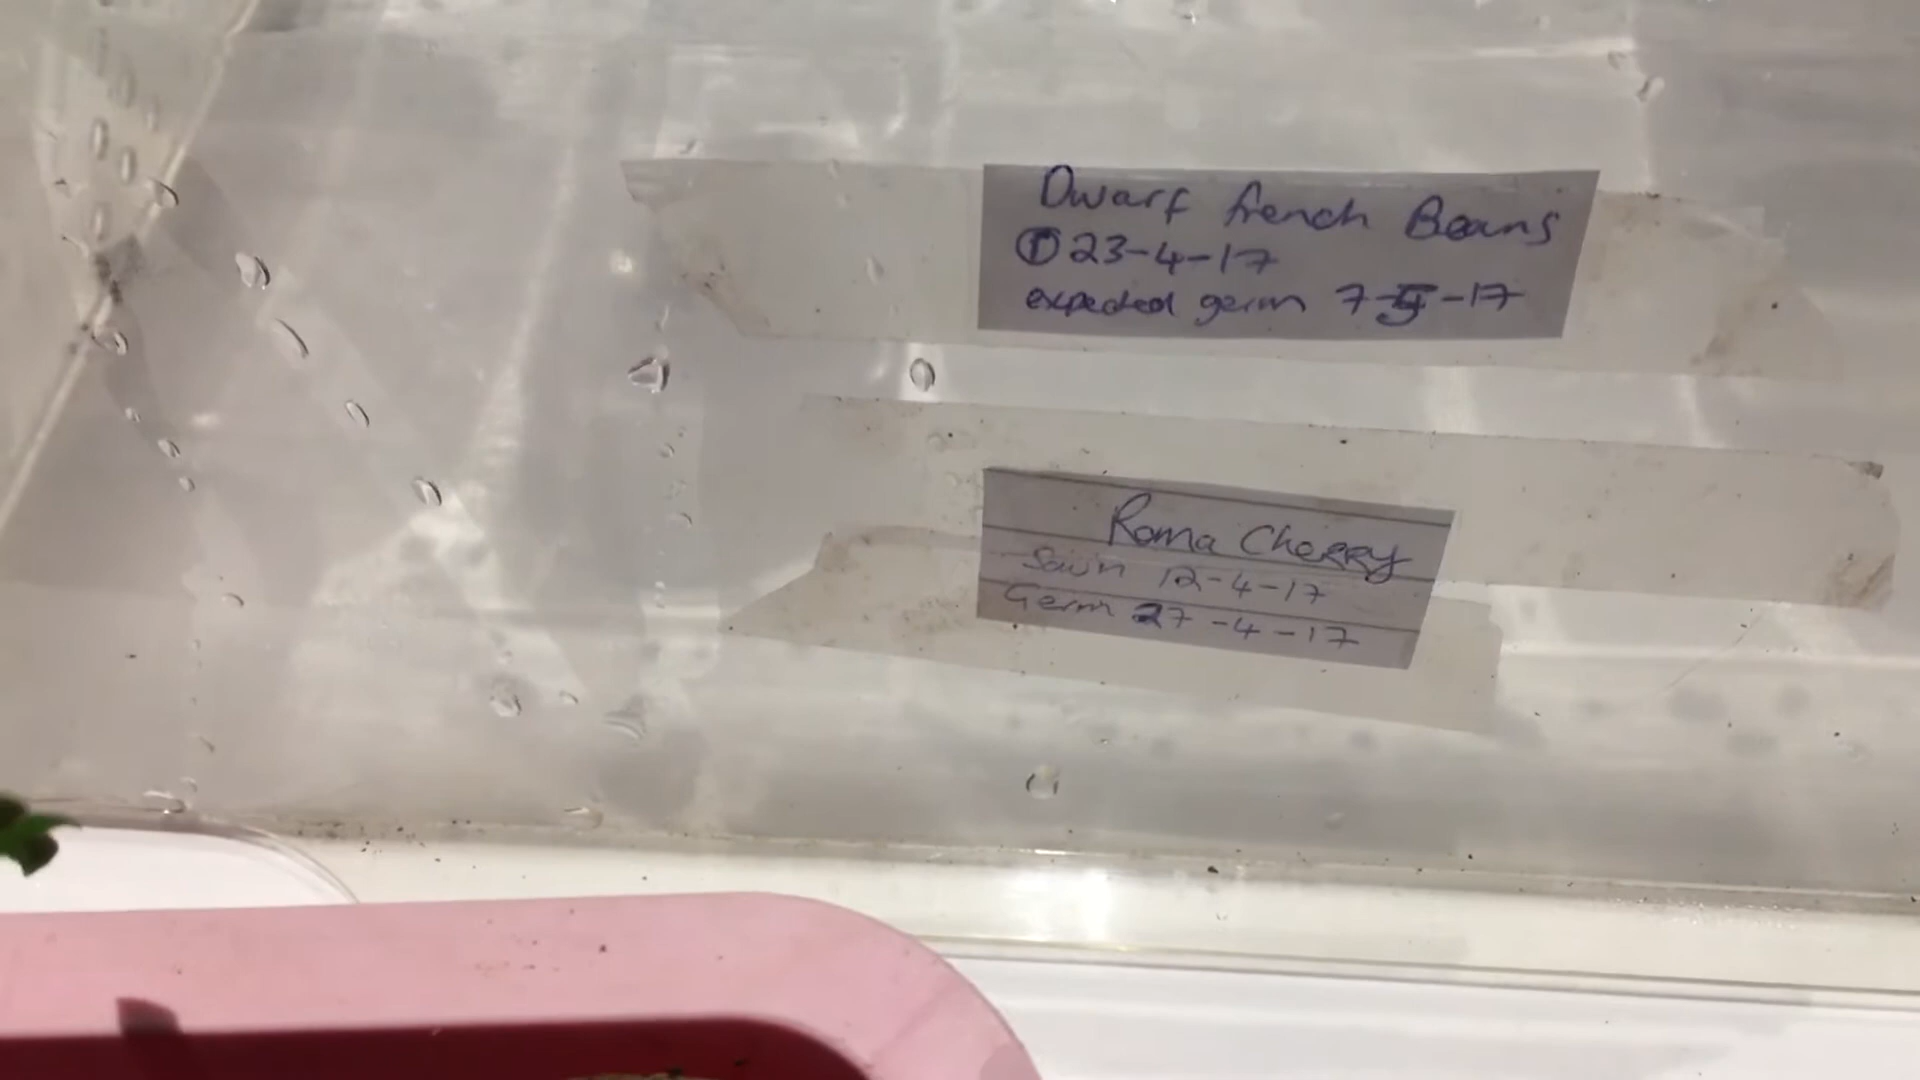 Dwarf french Beans
① 23-4-17
expected germ 7-5-17
Roma Cherry
Sown 12-4-17
Germ 27-4-17